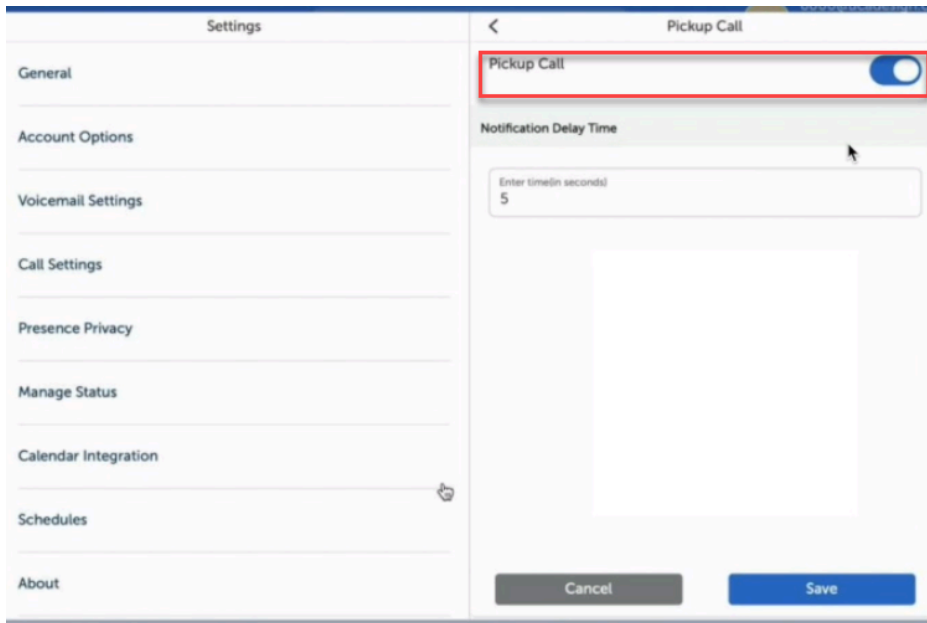 Settings
General
Account Options
Voicemail Settings
Call Settings
Presence Privacy
Manage Status
Calendar Integration
Schedules
About
Pickup Call
Pickup Call
Notification Delay Time
Enter time(in seconds)
5
Cancel
Save